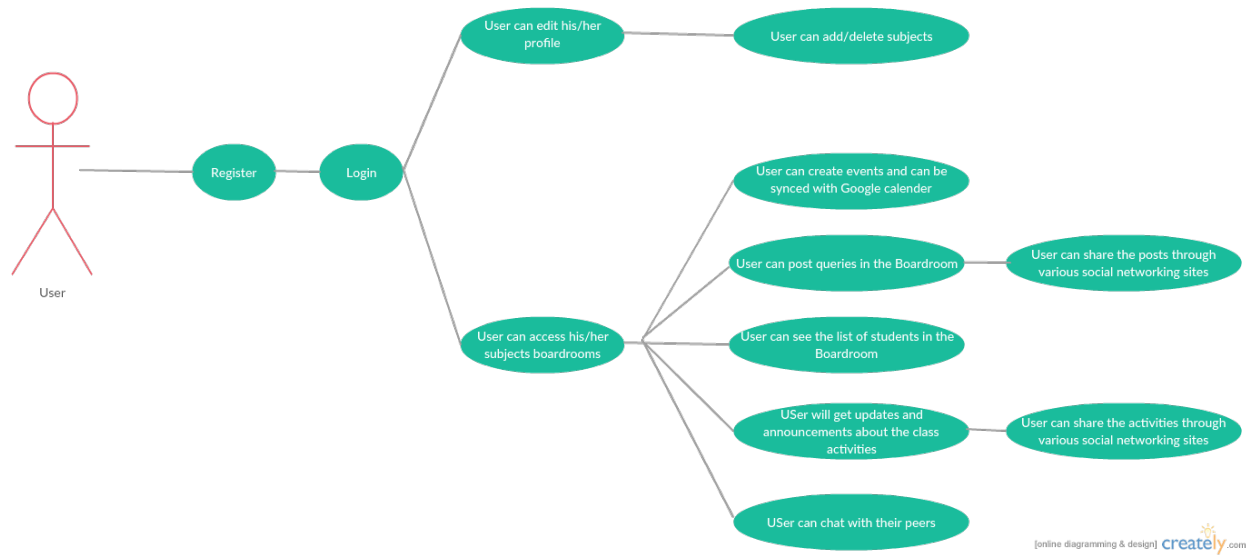 User can edit his/her
profile
User can add/delete subjects
Register
Login
User
User can create events and can be
synced with Google calender
User can post queries in the Boardroom
User can share the posts through
various social networking sites
User can access his/her
subjects boardrooms
User can see the list of students in the
Boardroom
USer will get updates and
announcements about the class
activities
User can share the activities through
various social networking sites
USer can chat with their peers
[online diagramming & design] creately.com